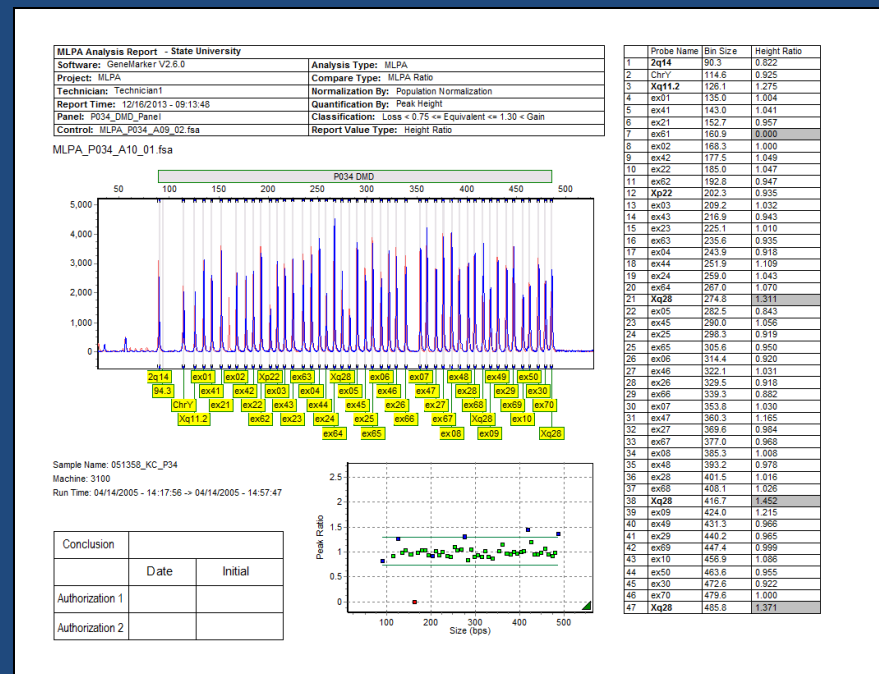 MLPA Analysis Report - State University
Software: GeneMarker V2.6.0 Analysis Type: MLPA
Project: MLPA Compare Type: MLPA Ratio
Technician: Technician1 Normalization By: Population Normalization
Report Time: 12/16/2013 - 09:13:48 Quantification By: Peak Height
Panel: P034_DMD_Panel Classification: Loss < 0.75 <= Equivalent <= 1.30 < Gain
Control: MLPA_P034_A09_02.fsa Report Value Type: Height Ratio
MLPA_P034_A10_01.fsa
P034 DMD
50 100 150 200 250 300 350 400 450 500
5,000
4,000
3,000
2,000
1,000
0
2q14 ex01 ex02 Xp22 ex63 Xq28 ex06 ex07 ex48 ex49 ex50
94.3 ex41 ex42 ex03 ex04 ex05 ex46 ex47 ex28 ex29 ex30
ChrY ex21 ex22 ex43 ex44 ex45 ex26 ex27 ex68 ex69 ex70
Xq11.2 ex62 ex23 ex24 ex25 ex66 ex67 Xq28 ex10
ex64 ex65 ex08 ex09 Xq28
Sample Name: 051358_KC_P34
Machine: 3100
Run Time: 04/14/2005 - 14:17:56 -> 04/14/2005 - 14:57:47
Conclusion
Date Initial
Authorization 1
Authorization 2
Peak Ratio
2.5
2
1.5
1
0.5
0
100 200 300 400 500
Size (bps)
Probe Name Bin Size Height Ratio
1 2q14 90.3 0.822
2 ChrY 114.6 0.925
3 Xq11.2 126.1 1.275
4 ex01 135.0 1.004
5 ex41 143.0 1.041
6 ex21 152.7 0.957
7 ex61 160.9 0.000
8 ex02 168.3 1.000
9 ex42 177.5 1.049
10 ex22 185.0 1.047
11 ex62 192.8 0.947
12 Xp22 202.3 0.935
13 ex03 209.2 1.032
14 ex43 216.9 0.943
15 ex23 225.1 1.010
16 ex63 235.6 0.935
17 ex04 243.9 0.918
18 ex44 251.9 1.109
19 ex24 259.0 1.043
20 ex64 267.0 1.070
21 Xq28 274.8 1.311
22 ex05 282.5 0.843
23 ex45 290.0 1.056
24 ex25 298.3 0.919
25 ex65 305.6 0.950
26 ex06 314.4 0.920
27 ex46 322.1 1.031
28 ex26 329.5 0.918
29 ex66 339.3 0.882
30 ex07 353.8 1.030
31 ex47 360.3 1.165
32 ex27 369.6 0.984
33 ex67 377.0 0.968
34 ex08 385.3 1.008
35 ex48 393.2 0.978
36 ex28 401.5 1.016
37 ex68 408.1 1.026
38 Xq28 416.7 1.452
39 ex09 424.0 1.215
40 ex49 431.3 0.966
41 ex29 440.2 0.965
42 ex69 447.4 0.999
43 ex10 456.9 1.086
44 ex50 463.6 0.955
45 ex30 472.6 0.922
46 ex70 479.6 1.000
47 Xq28 485.8 1.371